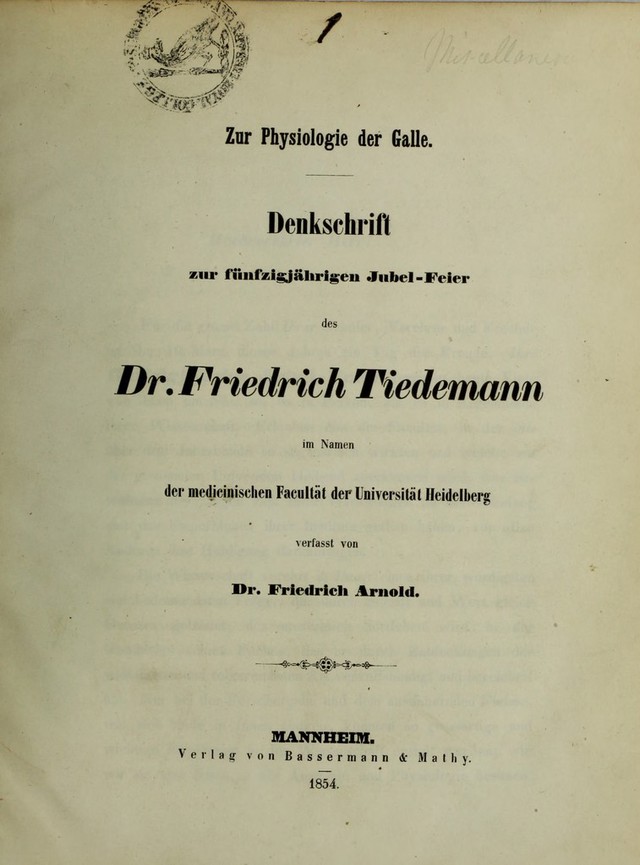 1
Miscellaneo
Zur Physiologie der Galle.
Denkschrift
zur fünfzigjährigen Jubel-Feier
des
Dr. Friedrich Tiedemann
im Namen
der medicinischen Facultät der Universität Heidelberg
verfasst von
Dr. Friedrich Arnold.
MANNHEIM.
Verlag von Bassermann & Mathy.
1854.